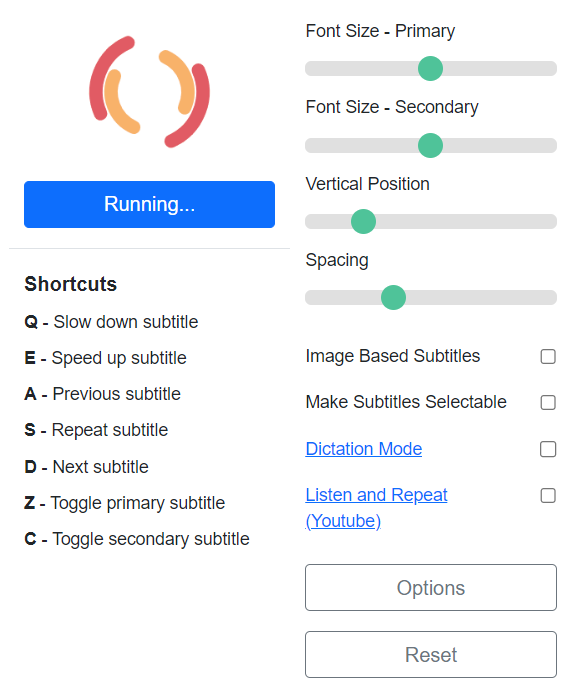 Running...
Shortcuts
Q - Slow down subtitle
E - Speed up subtitle
A - Previous subtitle
S - Repeat subtitle
D - Next subtitle
Z - Toggle primary subtitle
C - Toggle secondary subtitle
Font Size - Primary
Font Size - Secondary
Vertical Position
Spacing
Image Based Subtitles
Make Subtitles Selectable
Dictation Mode
Listen and Repeat
(Youtube)
Options
Reset